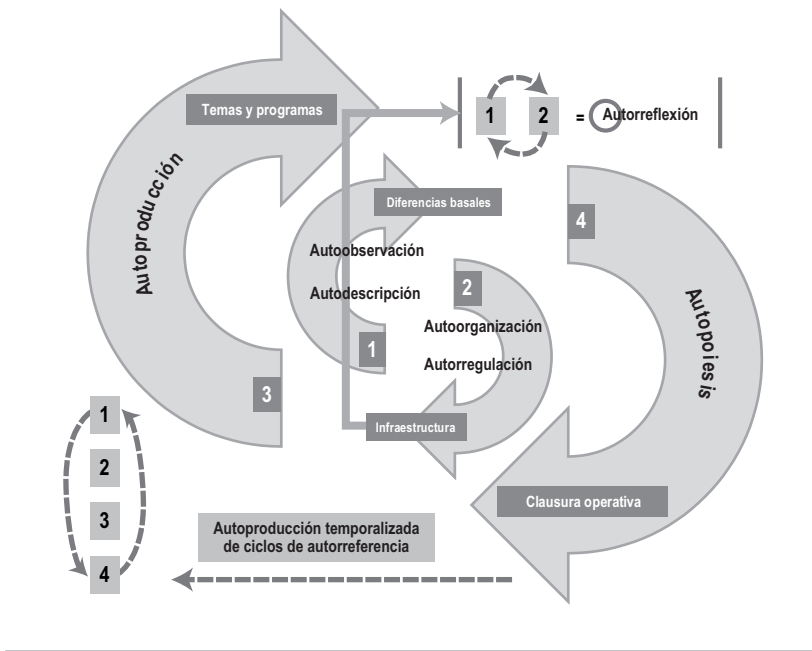 Temas y programas
1
2
= Autorreflexión
Autoproducción
Diferencias basales
4
Autoobservación
2
Autodescripción
Autopoiesis
Autoorganización
1
Autorregulación
3
Infraestructura
1
2
3
4
Clausura operativa
Autoproducción temporalizada
de ciclos de autorreferencia